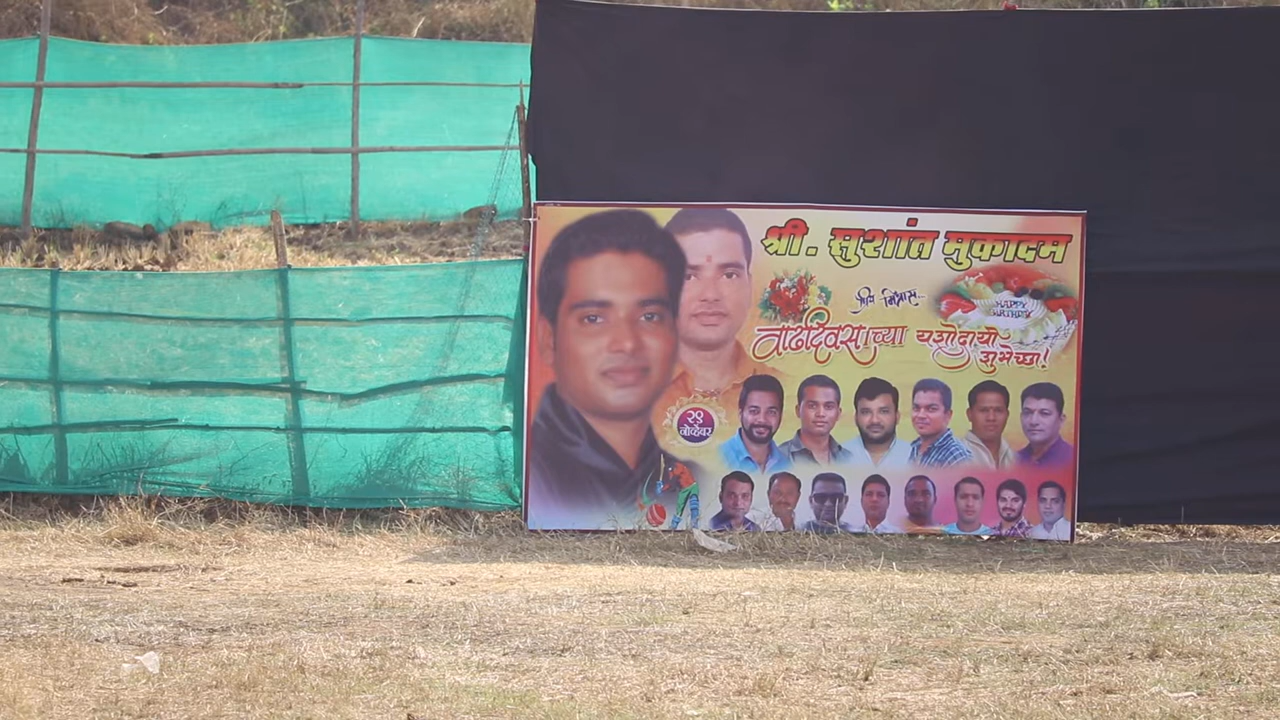 श्री. सुशांत मुकादम
यांना
HAPPY
BIRTHDAY
वाढदिवसाच्या यशोदायी
शुभेच्छा!
२९
नोव्हेंबर